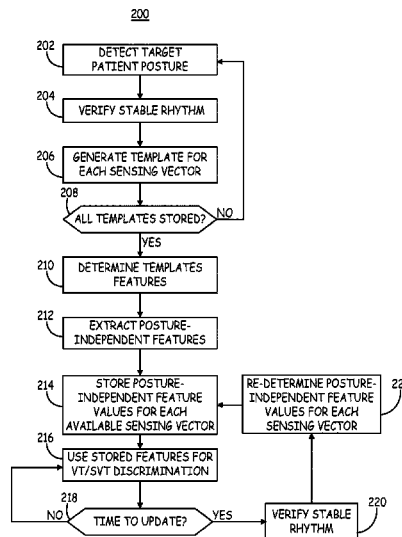 200
202
DETECT TARGET
PATIENT POSTURE
204
VERIFY STABLE RHYTHM
206
GENERATE TEMPLATE FOR
EACH SENSING VECTOR
208
ALL TEMPLATES STORED?
NO
YES
210
DETERMINE TEMPLATES
FEATURES
212
EXTRACT POSTURE-
INDEPENDENT FEATURES
214
STORE POSTURE-
INDEPENDENT FEATURE
VALUES FOR EACH
AVAILABLE SENSING VECTOR
RE-DETERMINE POSTURE-
INDEPENDENT FEATURE
VALUES FOR EACH
SENSING VECTOR
216
USE STORED FEATURES FOR
VT/SVT DISCRIMINATION
NO
218
TIME TO UPDATE?
YES
VERIFY STABLE
RHYTHM
220